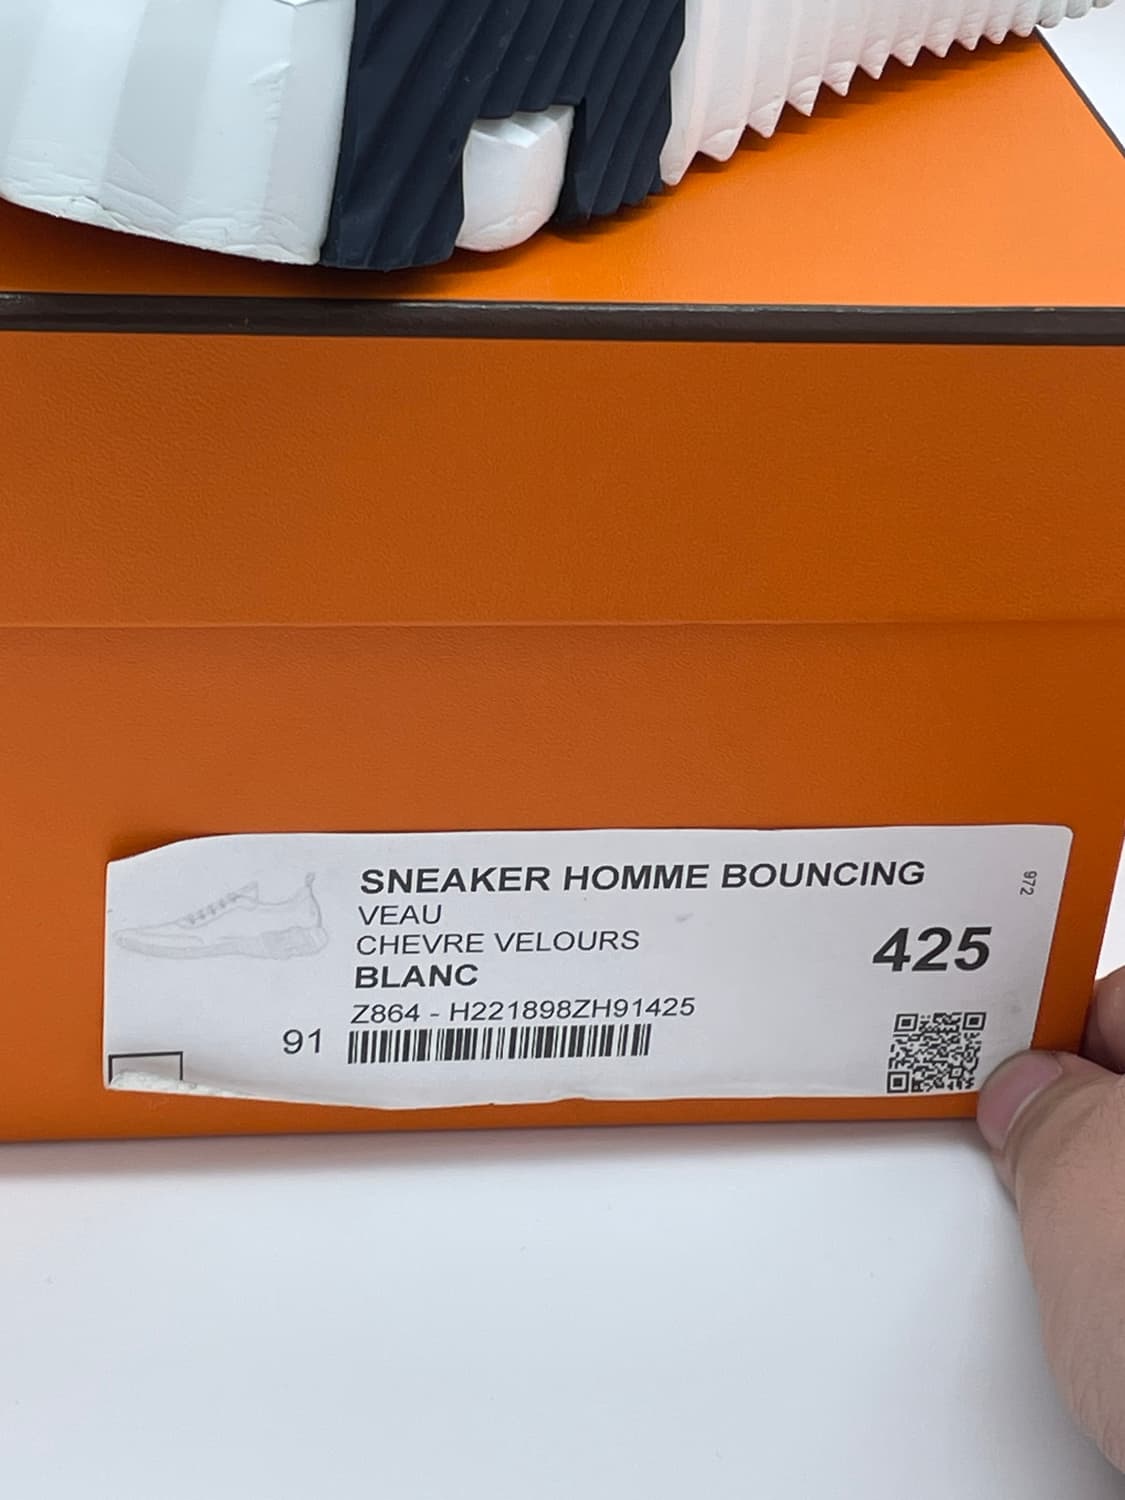 SNEAKER HOMME BOUNCING
VEAU
CHEVRE VELOURS
BLANC
Z864 - H221898ZH91425
91
425
972